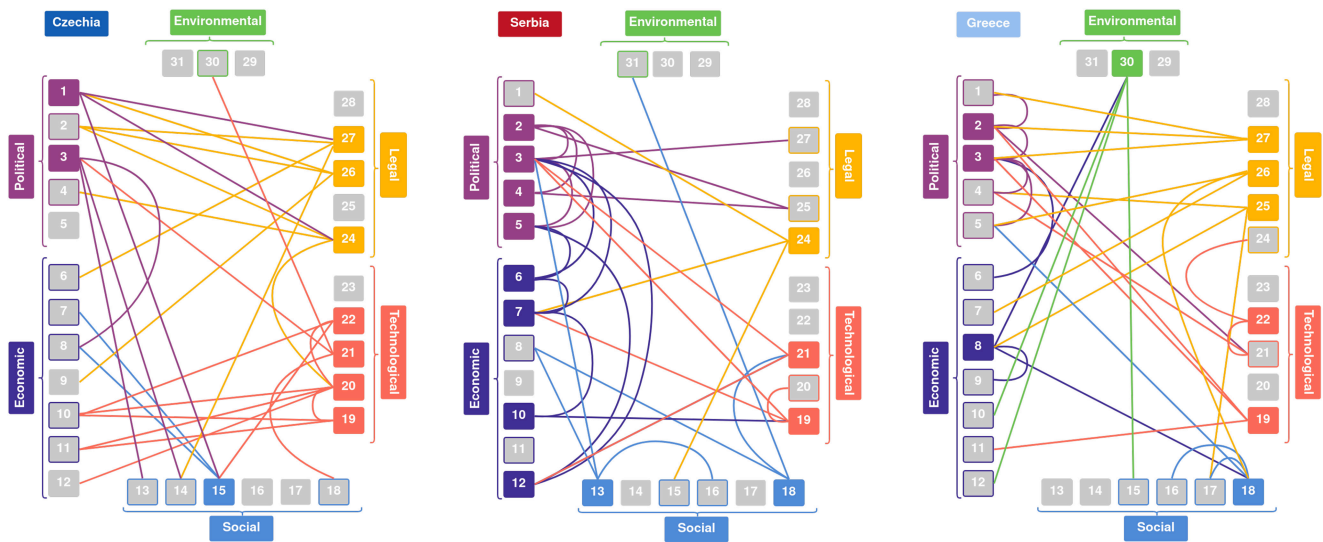 Czechia
Environmental
31 30 29
Political
1
2
3
4
5
28
27
26
25
24
Legal
Economic
6
7
8
9
10
11
12
23
22
21
20
19
Technological
13 14 15 16 17 18
Social
Serbia
Environmental
31 30 29
Political
1
2
3
4
5
28
27
26
25
24
Legal
Economic
6
7
8
9
10
11
12
23
22
21
20
19
Technological
13 14 15 16 17 18
Social
Greece
Environmental
31 30 29
Political
1
2
3
4
5
28
27
26
25
24
Legal
Economic
6
7
8
9
10
11
12
23
22
21
20
19
Technological
13 14 15 16 17 18
Social